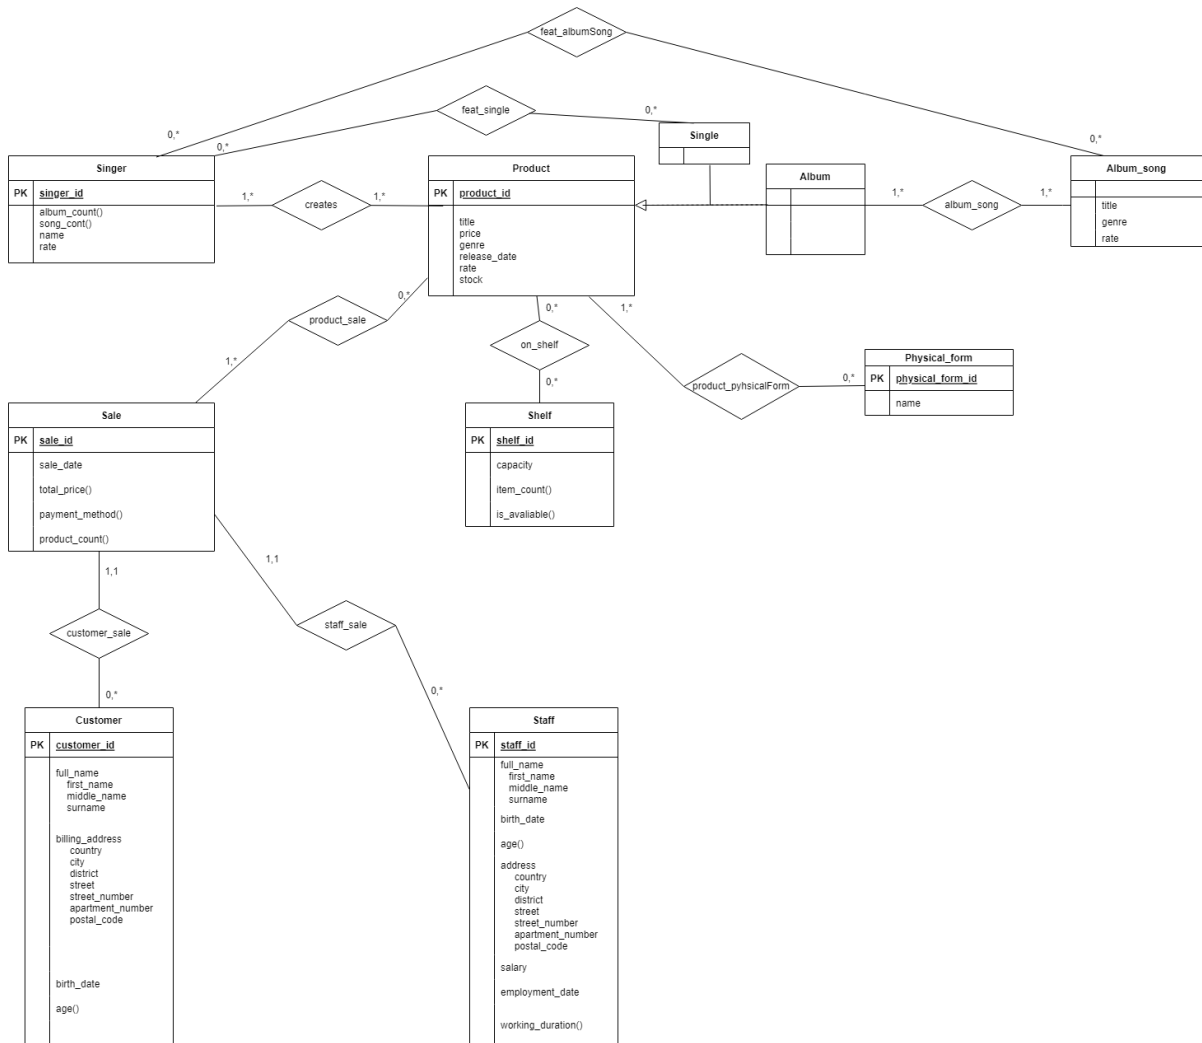 feat_albumSong
0,*
0,*
feat_single
0,*
0,*
Singer
PK singer_id
album_count()
song_cont()
name
rate
1,*
creates
1,*
Product
PK product_id
title
price
genre
release_date
rate
stock
Single
Album
1,*
album_song
1,*
Album_song
title
genre
rate
0,*
product_sale
1,*
0,*
on_shelf
0,*
1,*
product_pyhsicalForm
0,*
Physical_form
PK physical_form_id
name
Sale
PK sale_id
sale_date
total_price()
payment_method()
product_count()
Shelf
PK shelf_id
capacity
item_count()
is_avaliable()
1,1
customer_sale
0,*
1,1
staff_sale
0,*
Customer
PK customer_id
full_name
first_name
middle_name
surname
billing_address
country
city
district
street
street_number
apartment_number
postal_code
birth_date
age()
Staff
PK staff_id
full_name
first_name
middle_name
surname
birth_date
age()
address
country
city
district
street
street_number
apartment_number
postal_code
salary
employment_date
working_duration()